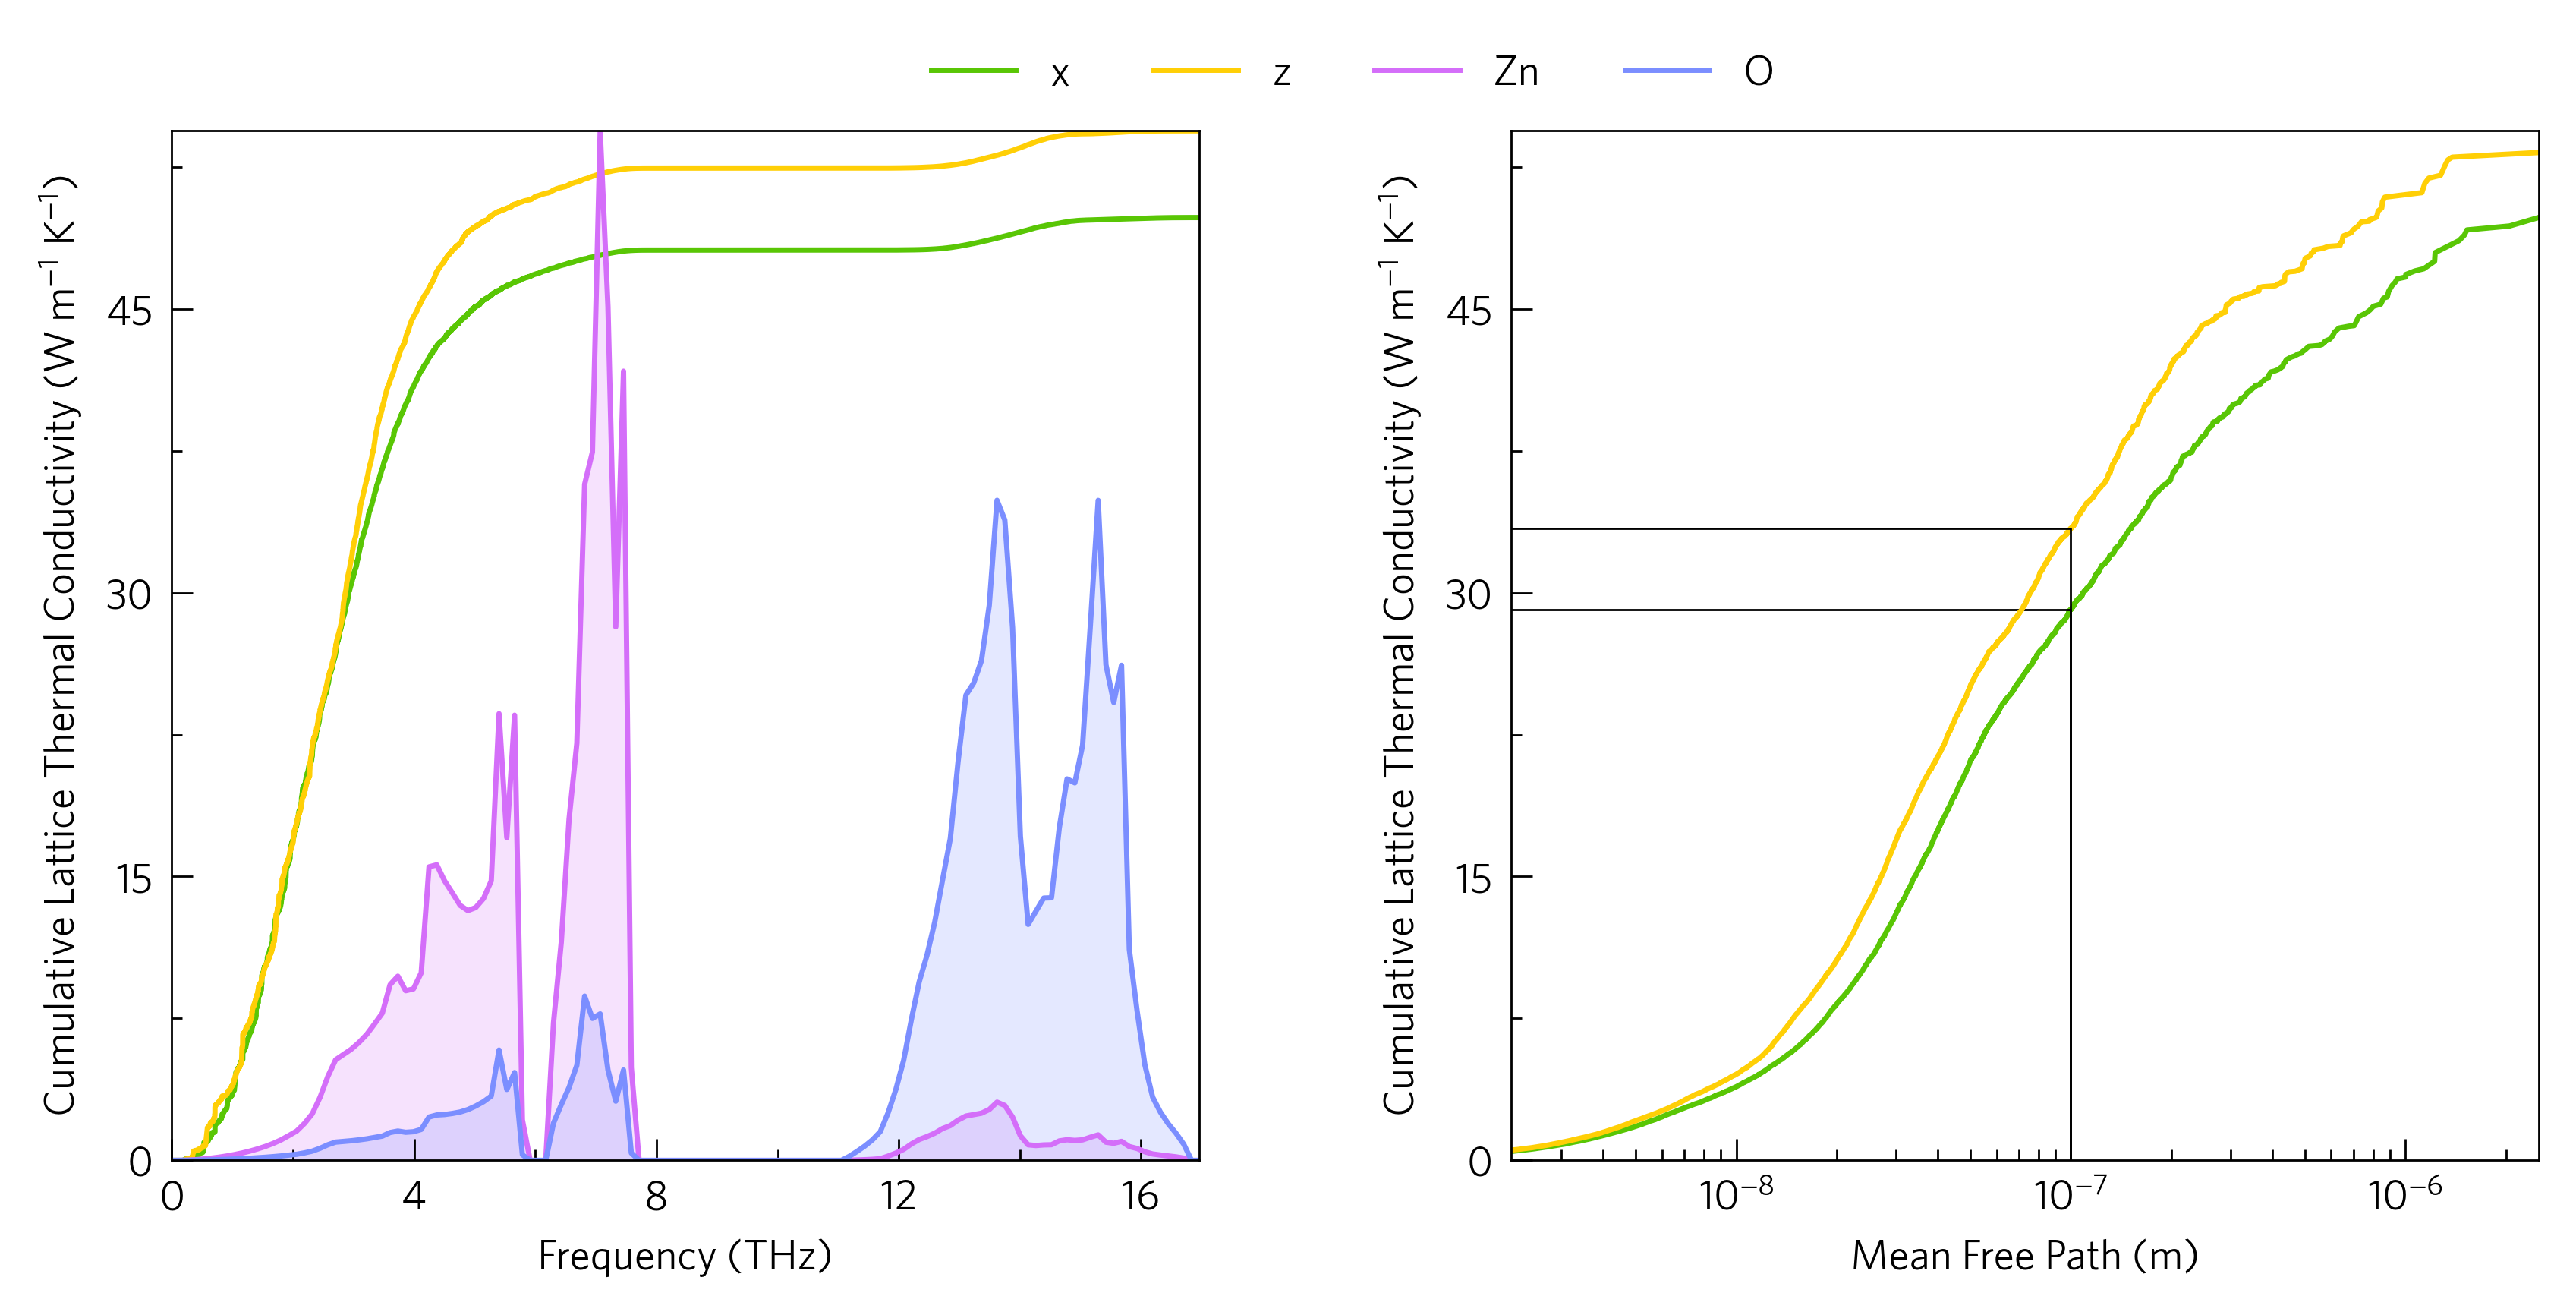 x z Zn O
Cumulative Lattice Thermal Conductivity (W m⁻¹ K⁻¹)
45
30
15
0
0 4 8 12 16
Frequency (THz)
Cumulative Lattice Thermal Conductivity (W m⁻¹ K⁻¹)
45
30
15
0
10⁻⁸ 10⁻⁷ 10⁻⁶
Mean Free Path (m)